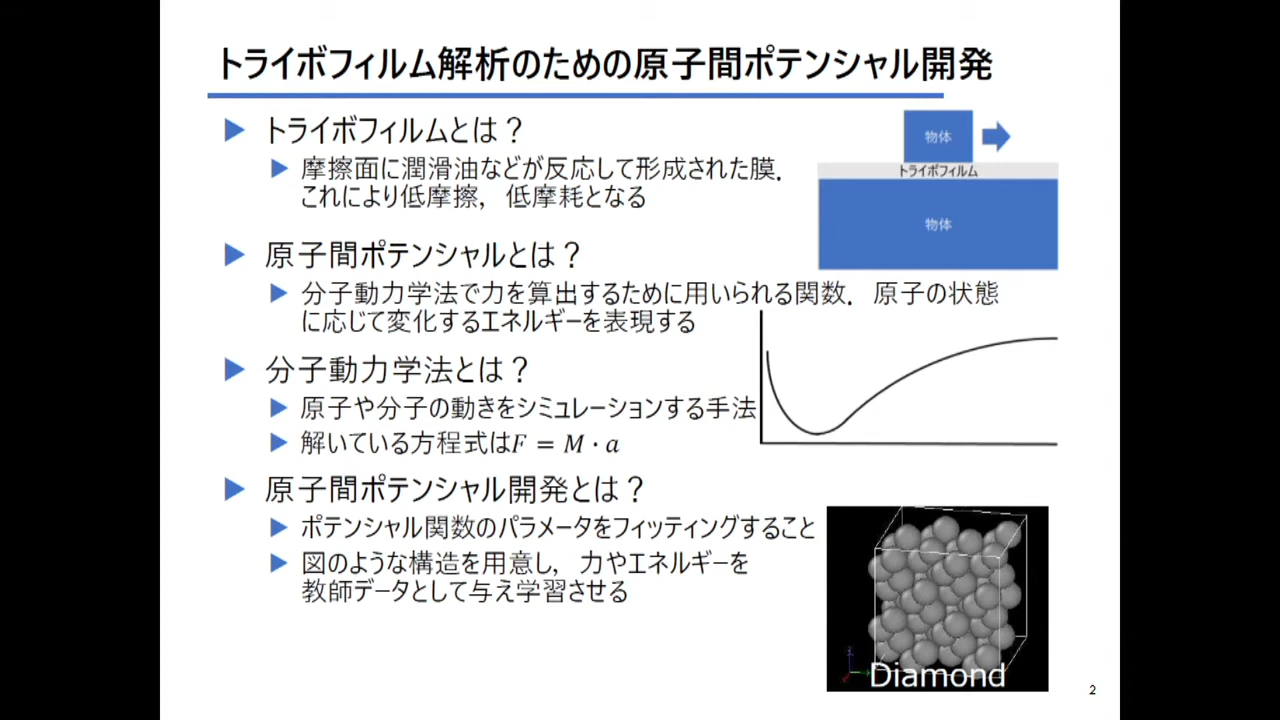 トライボフィルム解析のための原子間ポテンシャル開発
トライボフィルムとは？
摩擦面に潤滑油などが反応して形成された膜．
これにより低摩擦，低摩耗となる
物体
トライボフィルム
物体
原子間ポテンシャルとは？
分子動力学法で力を算出するために用いられる関数．原子の状態
に応じて変化するエネルギーを表現する
分子動力学法とは？
原子や分子の動きをシミュレーションする手法
解いている方程式はF = M · a
原子間ポテンシャル開発とは？
ポテンシャル関数のパラメータをフィッティングすること
図のような構造を用意し，力やエネルギーを
教師データとして与え学習させる
Diamond
2